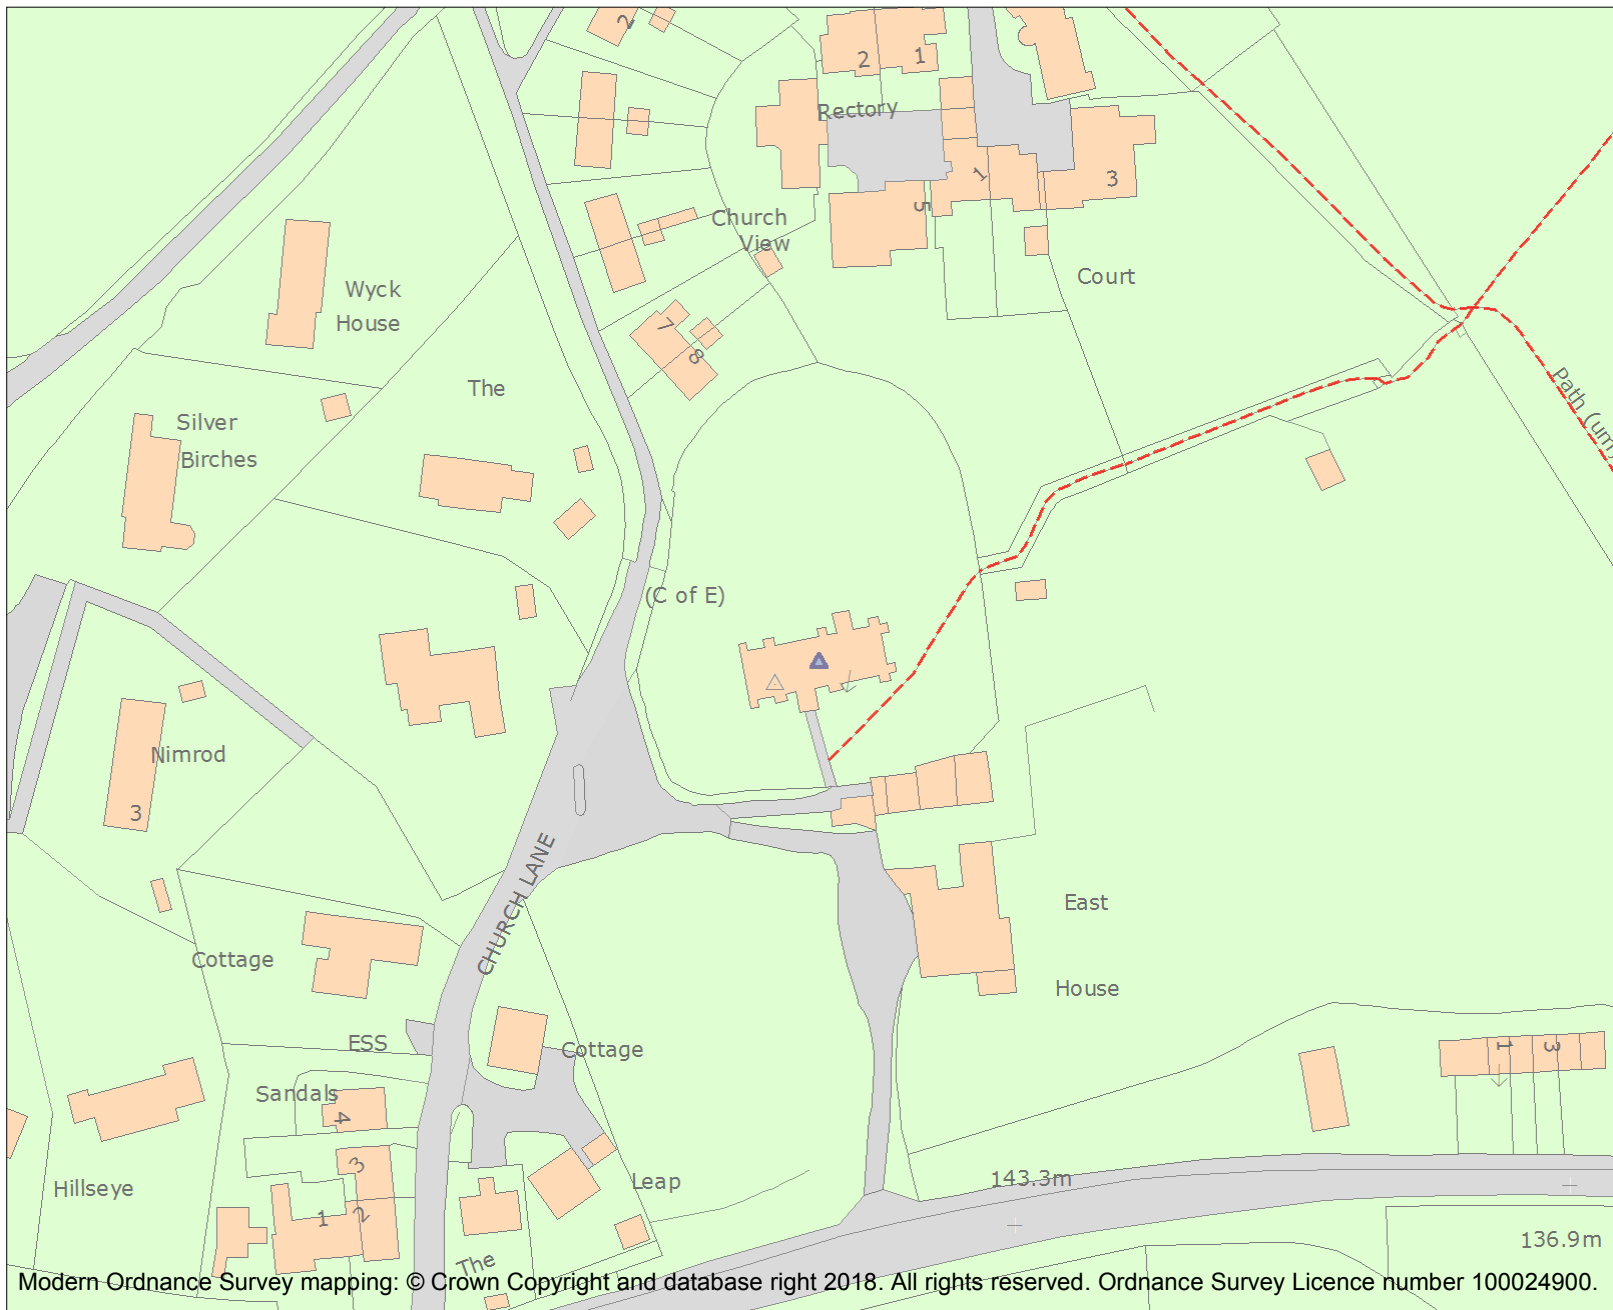 2
2
1
Rectory
1
3
5
Church
View
Court
Wyck
House
7
8
The
Silver
Birches
Path (um)
(C of E)
Nimrod
3
CHURCH LANE
East
House
Cottage
ESS
Cottage
Sandals
4
1
3
3
Hillseye
1
2
Leap
143.3m
136.9m
The
Modern Ordnance Survey mapping: © Crown Copyright and database right 2018. All rights reserved. Ordnance Survey Licence number 100024900.